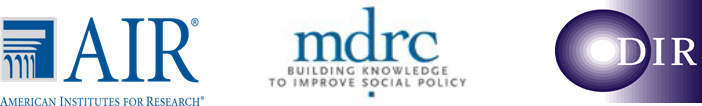 AIR®
AMERICAN INSTITUTES FOR RESEARCH®
mdrc
BUILDING KNOWLEDGE
TO IMPROVE SOCIAL POLICY
DIR